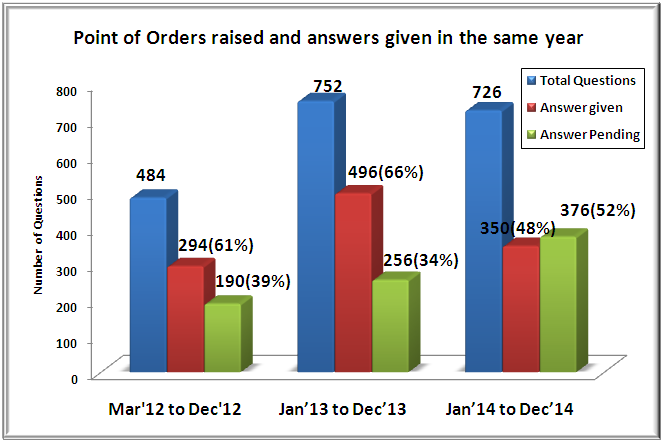 Point of Orders raised and answers given in the same year
Total Questions
Answer given
Answer Pending
Number of Questions
800
700
600
500
400
300
200
100
0
484
294(61%)
190(39%)
752
496(66%)
256(34%)
726
350(48%)
376(52%)
Mar'12 to Dec'12
Jan’13 to Dec’13
Jan’14 to Dec’14